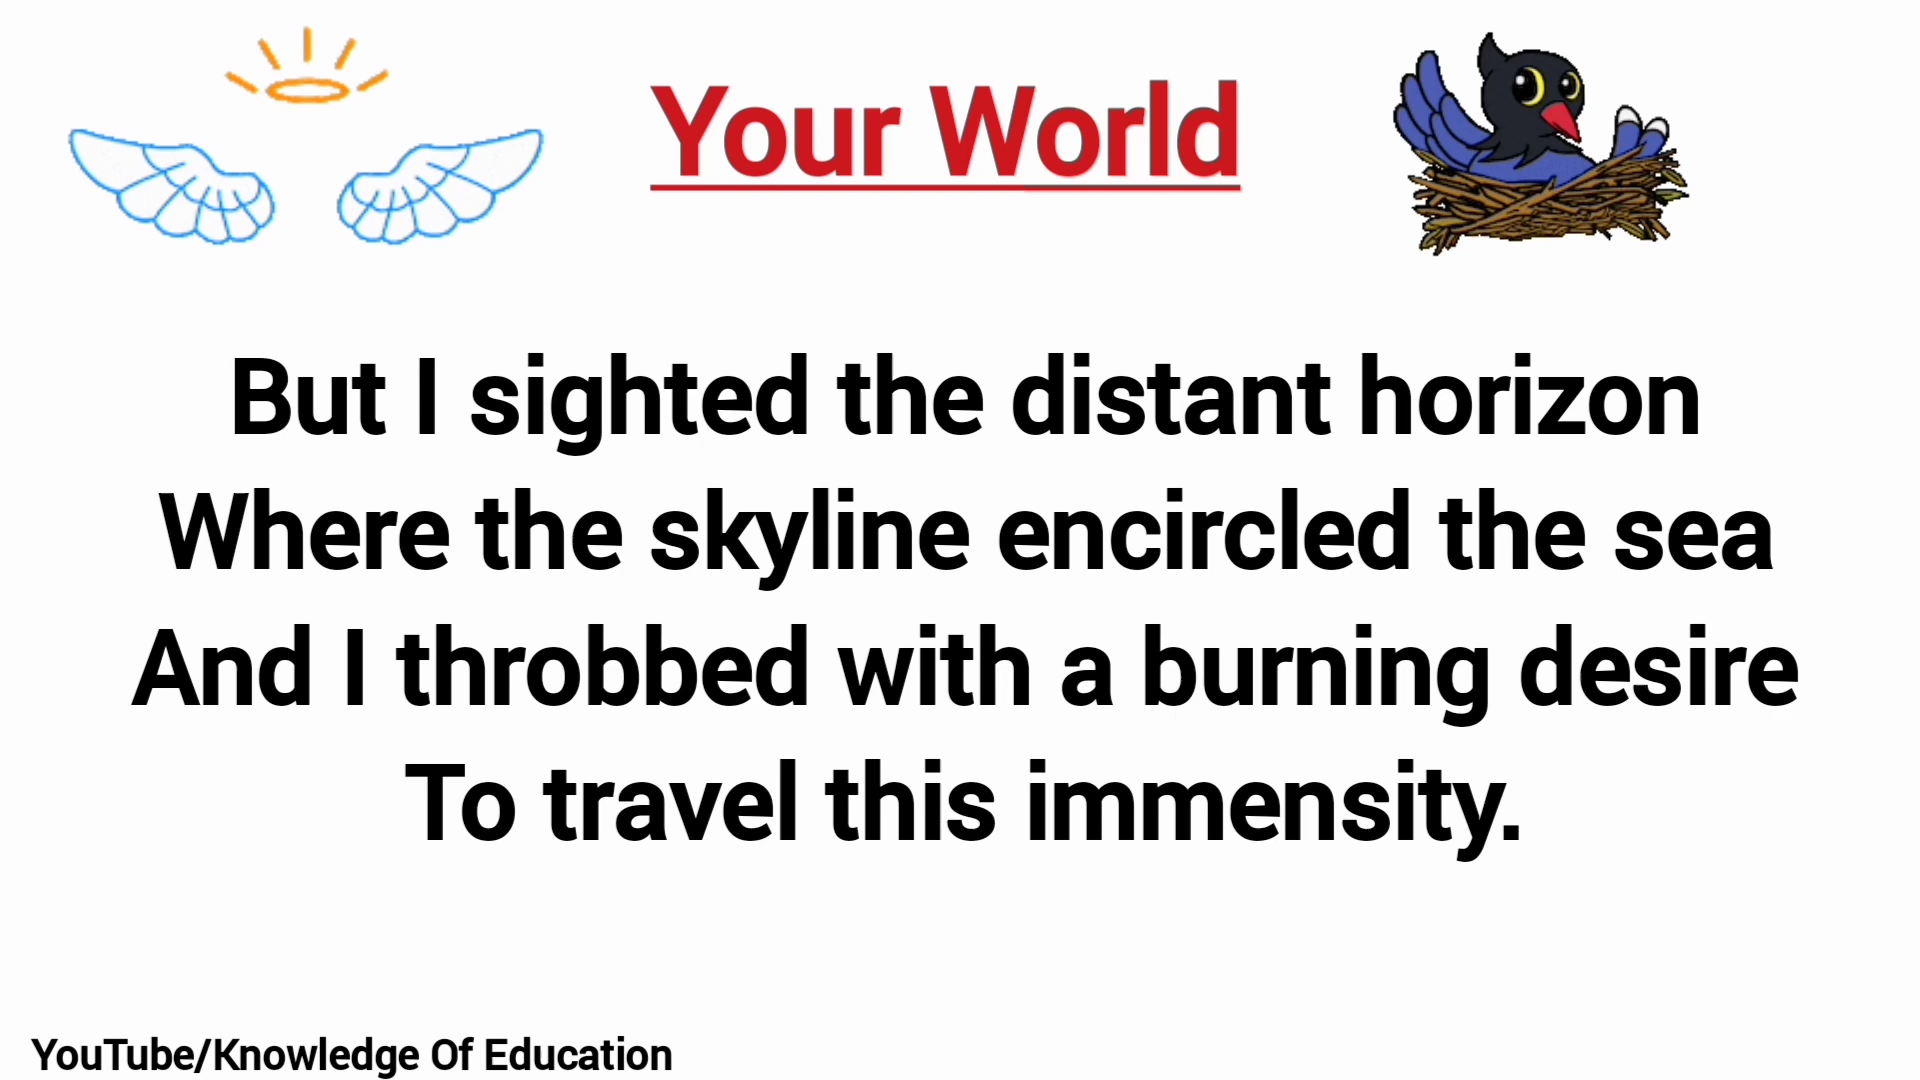 Your World
But I sighted the distant horizon
Where the skyline encircled the sea
And I throbbed with a burning desire
To travel this immensity.
YouTube/Knowledge Of Education